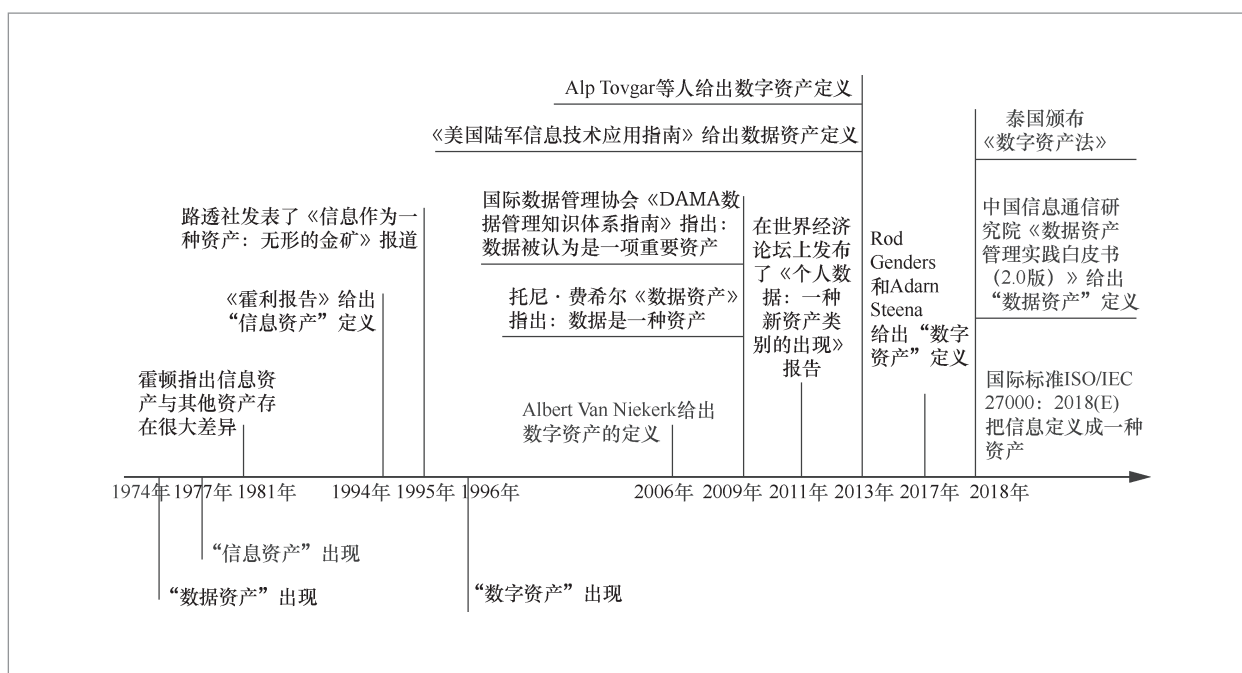 Alp Tovgar等人给出数字资产定义
《美国陆军信息技术应用指南》给出数据资产定义
泰国颁布
《数字资产法》
路透社发表了《信息作为一
种资产：无形的金矿》报道
国际数据管理协会《DAMA数
据管理知识体系指南》指出：
数据被认为是一项重要资产
在世界经济
论坛上发布
了《个人数
据：一种
新资产类
别的出现》
报告
Rod
Genders
和Adarn
Steena
给出“数字
资产”定义
中国信息通信研
究院《数据资产
管理实践白皮书
（2.0版）》给出
“数据资产”定义
《霍利报告》给出
“信息资产”定义
托尼·费希尔《数据资产》
指出：数据是一种资产
霍顿指出信息资
产与其他资产存
在很大差异
Albert Van Niekerk给出
数字资产的定义
国际标准ISO/IEC
27000：2018(E)
把信息定义成一种
资产
1974年 1977年 1981年 1994年 1995年 1996年 2006年 2009年 2011年 2013年 2017年 2018年
“信息资产”出现
“数据资产”出现
“数字资产”出现